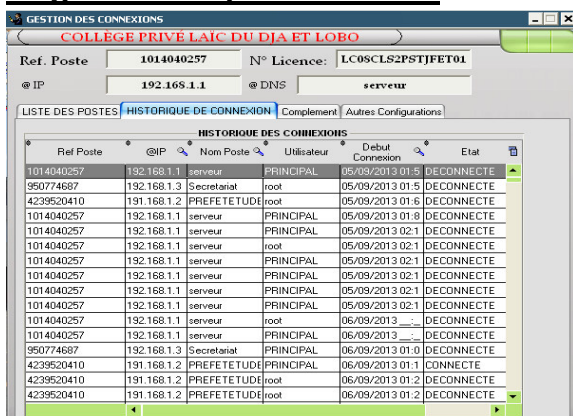 GESTION DES CONNEXIONS
COLLÈGE PRIVÉ LAÏC DU DJA ET LOBO
Ref. Poste 1014040257 N° Licence: LC08CLS2PSTJFET01
@IP 192.168.1.1 @DNS serveur
LISTE DES POSTES HISTORIQUE DE CONNEXION Complement Autres Configurations
HISTORIQUE DES CONNEXIONS
Ref Poste @IP Nom Poste Utilisateur Debut Connexion Etat
1014040257 192.168.1.1 serveur PRINCIPAL 05/09/2013 01:5 DECONNECTE
950774687 192.168.1.3 Secretariat root 05/09/2013 01:5 DECONNECTE
4239520410 191.168.1.2 PREFETETUDE root 05/09/2013 01:6 DECONNECTE
1014040257 192.168.1.1 serveur PRINCIPAL 05/09/2013 01:8 DECONNECTE
1014040257 192.168.1.1 serveur root 05/09/2013 02:1 DECONNECTE
1014040257 192.168.1.1 serveur PRINCIPAL 05/09/2013 02:1 DECONNECTE
1014040257 192.168.1.1 serveur PRINCIPAL 05/09/2013 02:1 DECONNECTE
1014040257 192.168.1.1 serveur PRINCIPAL 05/09/2013 02:1 DECONNECTE
1014040257 192.168.1.1 serveur PRINCIPAL 05/09/2013 02:1 DECONNECTE
1014040257 192.168.1.1 serveur root 06/09/2013 __:_ DECONNECTE
1014040257 192.168.1.1 serveur PRINCIPAL 06/09/2013 __:_ DECONNECTE
950774687 192.168.1.3 Secretariat PRINCIPAL 06/09/2013 01:0 DECONNECTE
4239520410 191.168.1.2 PREFETETUDE PRINCIPAL 06/09/2013 01:1 CONNECTE
4239520410 191.168.1.2 PREFETETUDE root 06/09/2013 01:2 DECONNECTE
4239520410 191.168.1.2 PREFETETUDE root 06/09/2013 01:2 DECONNECTE